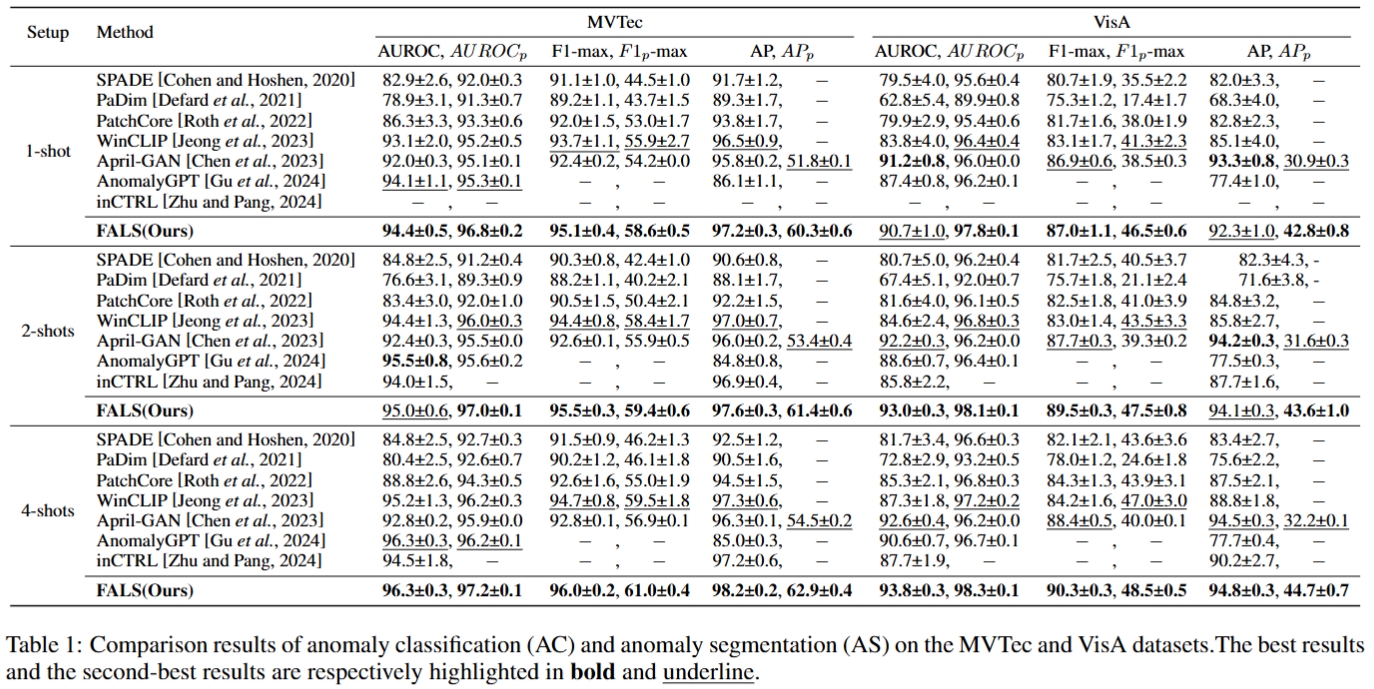 Setup Method MVTec VisA
AUROC, AUROCp F1-max, F1p-max AP, APp AUROC, AUROCp F1-max, F1p-max AP, APp
1-shot
SPADE [Cohen and Hoshen, 2020] 82.9±2.6, 92.0±0.3 91.1±1.0, 44.5±1.0 91.7±1.2, – 79.5±4.0, 95.6±0.4 80.7±1.9, 35.5±2.2 82.0±3.3, –
PaDim [Defard et al., 2021] 78.9±3.1, 91.3±0.7 89.2±1.1, 43.7±1.5 89.3±1.7, – 62.8±5.4, 89.9±0.8 75.3±1.2, 17.4±1.7 68.3±4.0, –
PatchCore [Roth et al., 2022] 86.3±3.3, 93.3±0.6 92.0±1.5, 53.0±1.7 93.8±1.7, – 79.9±2.9, 95.4±0.6 81.7±1.6, 38.0±1.9 82.8±2.3, –
WinCLIP [Jeong et al., 2023] 93.1±2.0, 95.2±0.5 93.7±1.1, 55.9±2.7 96.5±0.9, – 83.8±4.0, 96.4±0.4 83.1±1.7, 41.3±2.3 85.1±4.0, –
April-GAN [Chen et al., 2023] 92.0±0.3, 95.1±0.1 92.4±0.2, 54.2±0.0 95.8±0.2, 51.8±0.1 91.2±0.8, 96.0±0.0 86.9±0.6, 38.5±0.3 93.3±0.8, 30.9±0.3
AnomalyGPT [Gu et al., 2024] 94.1±1.1, 95.3±0.1 – , – 86.1±1.1, – 87.4±0.8, 96.2±0.1 – , – 77.4±1.0, –
inCTRL [Zhu and Pang, 2024] – , – – , – – , – – , – – , – – , –
FALS(Ours) 94.4±0.5, 96.8±0.2 95.1±0.4, 58.6±0.5 97.2±0.3, 60.3±0.6 90.7±1.0, 97.8±0.1 87.0±1.1, 46.5±0.6 92.3±1.0, 42.8±0.8
2-shots
SPADE [Cohen and Hoshen, 2020] 84.8±2.5, 91.2±0.4 90.3±0.8, 42.4±1.0 90.6±0.8, – 80.7±5.0, 96.2±0.4 81.7±2.5, 40.5±3.7 82.3±4.3, -
PaDim [Defard et al., 2021] 76.6±3.1, 89.3±0.9 88.2±1.1, 40.2±2.1 88.1±1.7, – 67.4±5.1, 92.0±0.7 75.7±1.8, 21.1±2.4 71.6±3.8, -
PatchCore [Roth et al., 2022] 83.4±3.0, 92.0±1.0 90.5±1.5, 50.4±2.1 92.2±1.5, – 81.6±4.0, 96.1±0.5 82.5±1.8, 41.0±3.9 84.8±3.2, –
WinCLIP [Jeong et al., 2023] 94.4±1.3, 96.0±0.3 94.4±0.8, 58.4±1.7 97.0±0.7, – 84.6±2.4, 96.8±0.3 83.0±1.4, 43.5±3.3 85.8±2.7, –
April-GAN [Chen et al., 2023] 92.4±0.3, 95.5±0.0 92.6±0.1, 55.9±0.5 96.0±0.2, 53.4±0.4 92.2±0.3, 96.2±0.0 87.7±0.3, 39.3±0.2 94.2±0.3, 31.6±0.3
AnomalyGPT [Gu et al., 2024] 95.5±0.8, 95.6±0.2 – , – 84.8±0.8, – 88.6±0.7, 96.4±0.1 – , – 77.5±0.3, –
inCTRL [Zhu and Pang, 2024] 94.0±1.5, – – , – 96.9±0.4, – 85.8±2.2, – – , – 87.7±1.6, –
FALS(Ours) 95.0±0.6, 97.0±0.1 95.5±0.3, 59.4±0.6 97.6±0.3, 61.4±0.6 93.0±0.3, 98.1±0.1 89.5±0.3, 47.5±0.8 94.1±0.3, 43.6±1.0
4-shots
SPADE [Cohen and Hoshen, 2020] 84.8±2.5, 92.7±0.3 91.5±0.9, 46.2±1.3 92.5±1.2, – 81.7±3.4, 96.6±0.3 82.1±2.1, 43.6±3.6 83.4±2.7, –
PaDim [Defard et al., 2021] 80.4±2.5, 92.6±0.7 90.2±1.2, 46.1±1.8 90.5±1.6, – 72.8±2.9, 93.2±0.5 78.0±1.2, 24.6±1.8 75.6±2.2, –
PatchCore [Roth et al., 2022] 88.8±2.6, 94.3±0.5 92.6±1.6, 55.0±1.9 94.5±1.5, – 85.3±2.1, 96.8±0.3 84.3±1.3, 43.9±3.1 87.5±2.1, –
WinCLIP [Jeong et al., 2023] 95.2±1.3, 96.2±0.3 94.7±0.8, 59.5±1.8 97.3±0.6, – 87.3±1.8, 97.2±0.2 84.2±1.6, 47.0±3.0 88.8±1.8, –
April-GAN [Chen et al., 2023] 92.8±0.2, 95.9±0.0 92.8±0.1, 56.9±0.1 96.3±0.1, 54.5±0.2 92.6±0.4, 96.2±0.0 88.4±0.5, 40.0±0.1 94.5±0.3, 32.2±0.1
AnomalyGPT [Gu et al., 2024] 96.3±0.3, 96.2±0.1 – , – 85.0±0.3, – 90.6±0.7, 96.7±0.1 – , – 77.7±0.4, –
inCTRL [Zhu and Pang, 2024] 94.5±1.8, – – , – 97.2±0.6, – 87.7±1.9, – – , – 90.2±2.7, –
FALS(Ours) 96.3±0.3, 97.2±0.1 96.0±0.2, 61.0±0.4 98.2±0.2, 62.9±0.4 93.8±0.3, 98.3±0.1 90.3±0.3, 48.5±0.5 94.8±0.3, 44.7±0.7
Table 1: Comparison results of anomaly classification (AC) and anomaly segmentation (AS) on the MVTec and VisA datasets.The best results
and the second-best results are respectively highlighted in bold and underline.